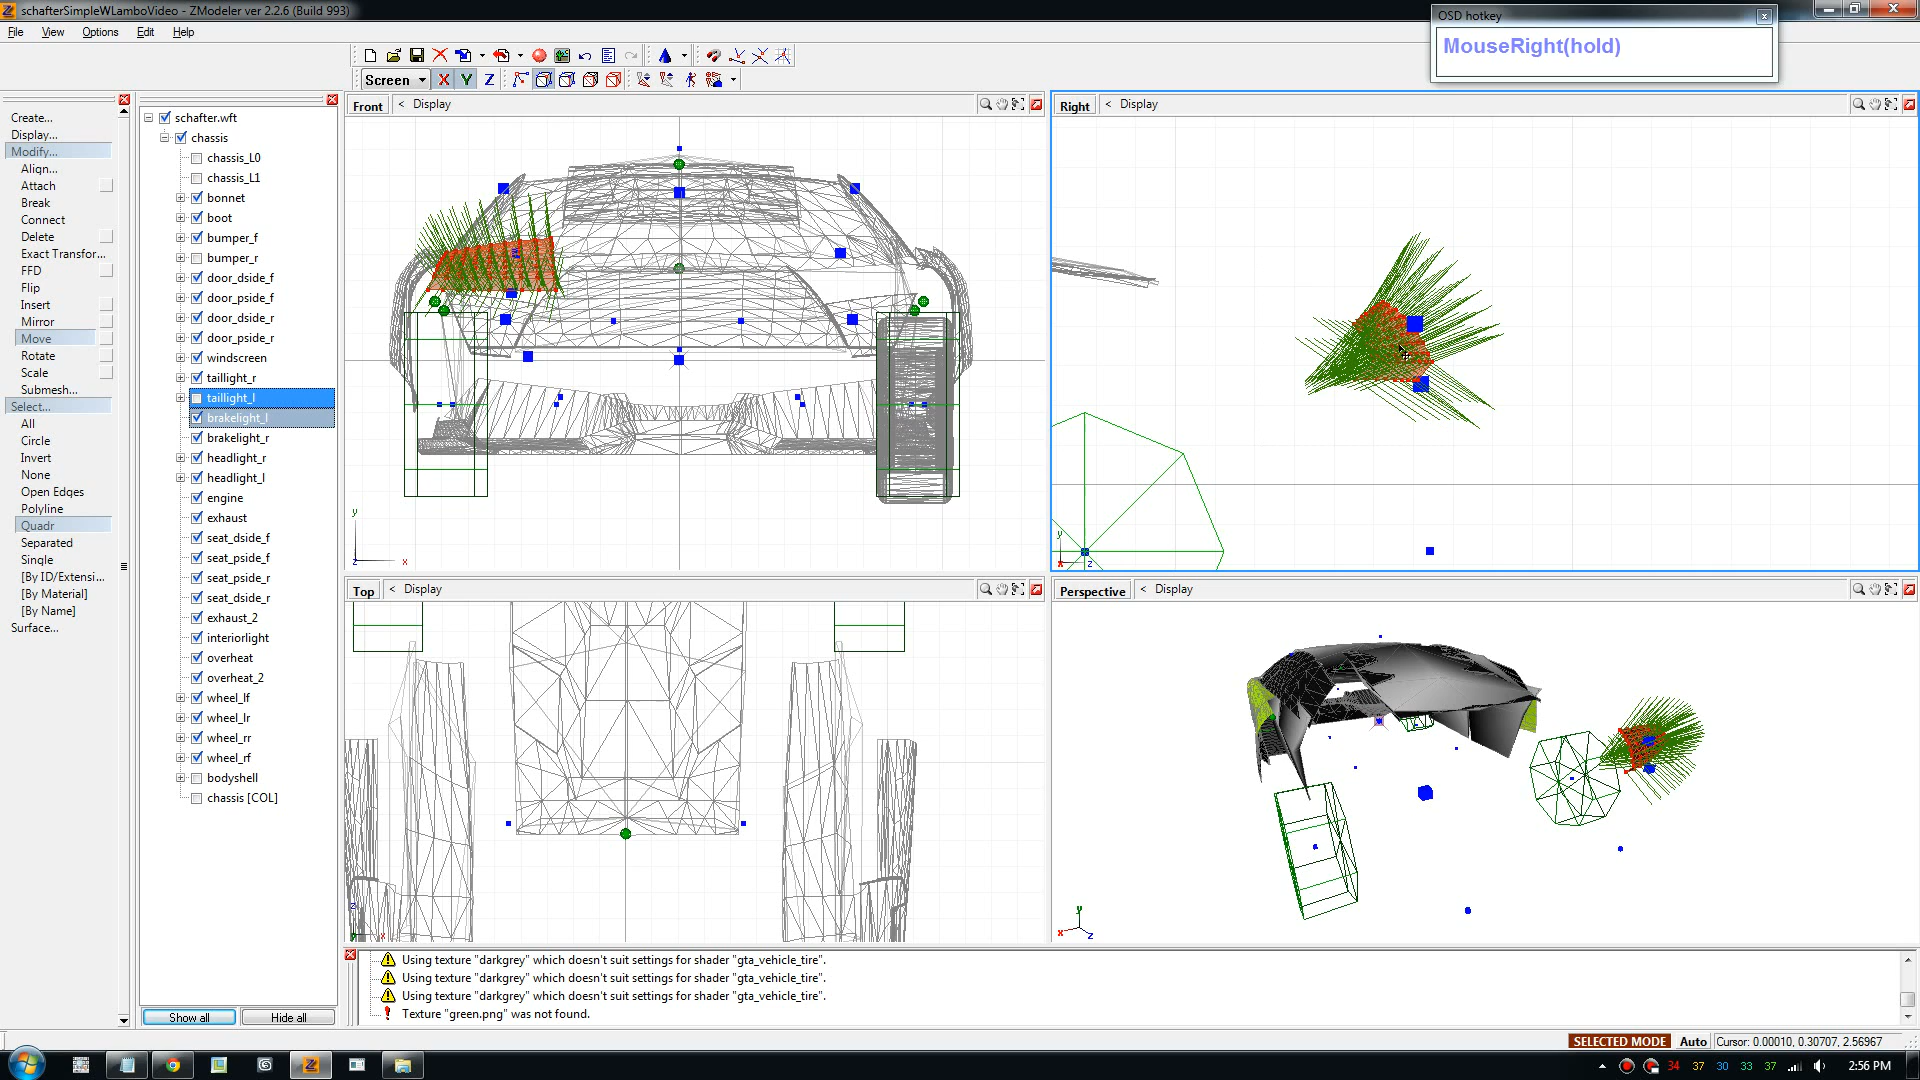 schafterSimpleWLamboVideo - ZModeler ver 2.2.6 (Build 993)
OSD hotkey
MouseRight(hold)
File View Options Edit Help
Screen X Y Z
Create...
Display...
Modify...
Align...
Attach
Break
Connect
Delete
Exact Transfor...
FFD
Flip
Insert
Mirror
Move
Rotate
Scale
Submesh...
Select...
All
Circle
Invert
None
Open Edges
Polyline
Quadr
Separated
Single
[By ID/Extensi...
[By Material]
[By Name]
Surface...
schafter.wft
chassis
chassis_L0
chassis_L1
bonnet
boot
bumper_f
bumper_r
door_dside_f
door_pside_f
door_dside_r
door_pside_r
windscreen
taillight_r
taillight_l
brakelight_l
brakelight_r
headlight_r
headlight_l
engine
exhaust
seat_dside_f
seat_pside_f
seat_pside_r
seat_dside_r
exhaust_2
interiorlight
overheat
overheat_2
wheel_lf
wheel_lr
wheel_rr
wheel_rf
bodyshell
chassis [COL]
Show all Hide all
Front < Display
y
z x
Right < Display
y
x z
Top < Display
z
y x
Perspective < Display
y
x z
Using texture "darkgrey" which doesn't suit settings for shader "gta_vehicle_tire".
Using texture "darkgrey" which doesn't suit settings for shader "gta_vehicle_tire".
Using texture "darkgrey" which doesn't suit settings for shader "gta_vehicle_tire".
Texture "green.png" was not found.
SELECTED MODE Auto Cursor: 0.00010, 0.30707, 2.56967
34 37 30 33 37 2:56 PM